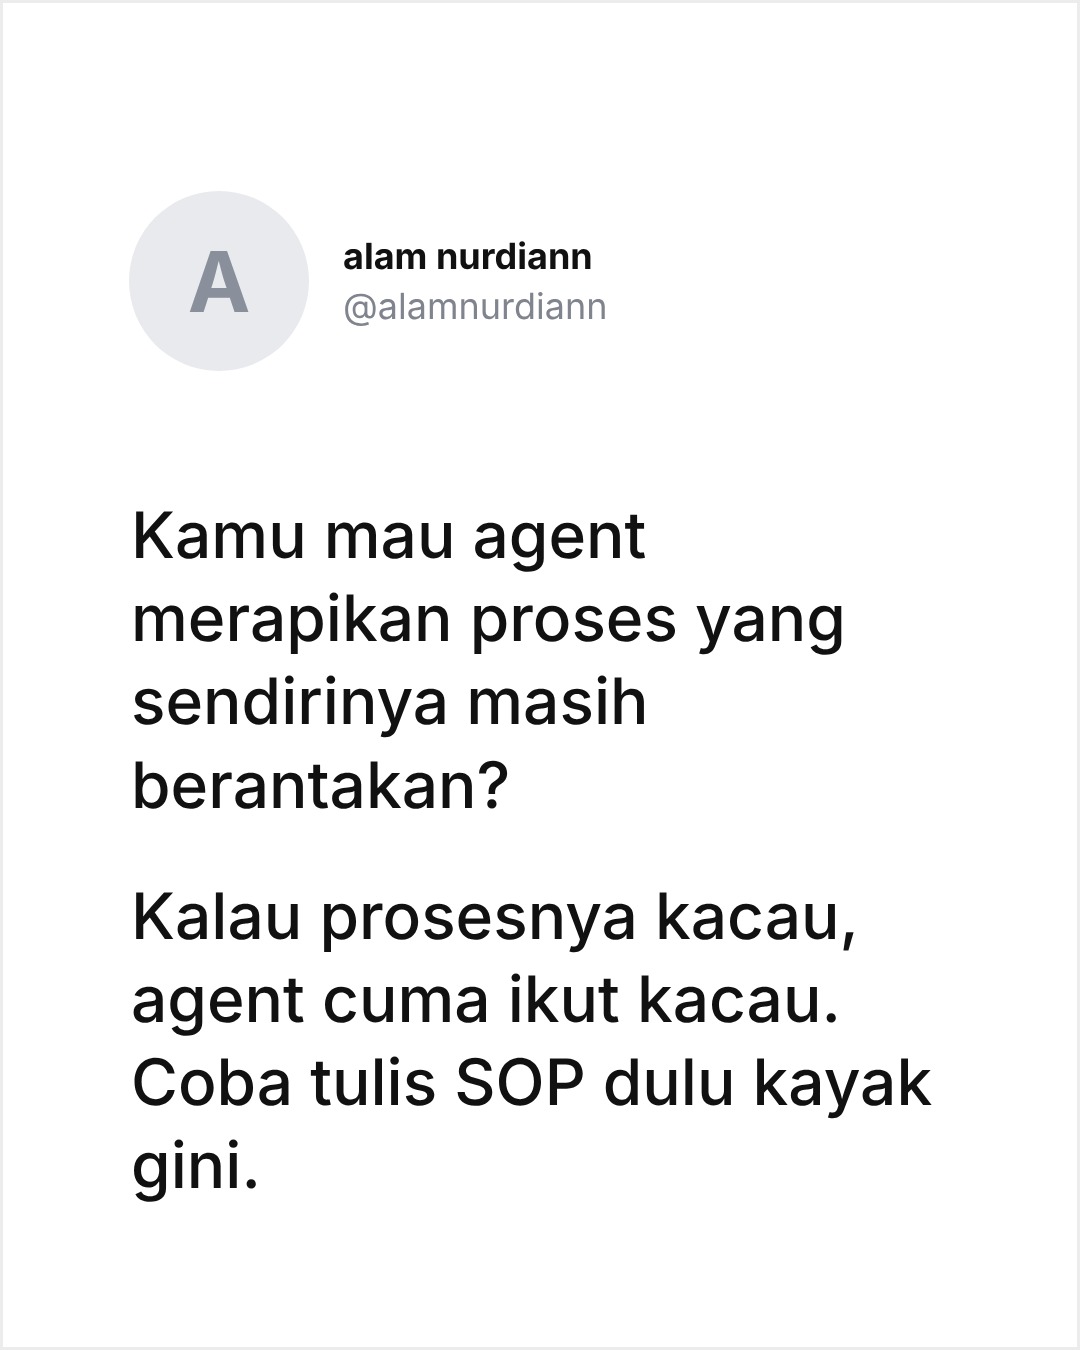 A
alam nurdiann
@alamnurdiann
Kamu mau agent
merapikan proses yang
sendirinya masih
berantakan?
Kalau prosesnya kacau,
agent cuma ikut kacau.
Coba tulis SOP dulu kayak
gini.